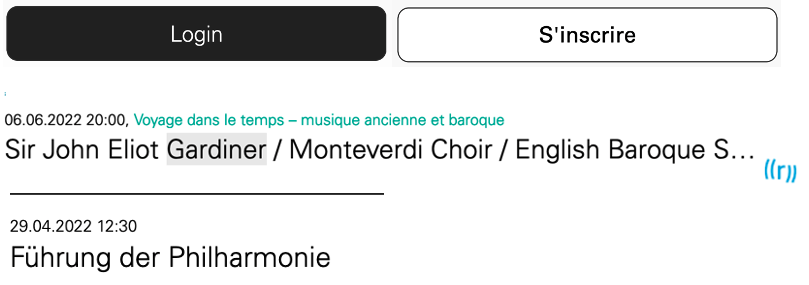 Login
S'inscrire
06.06.2022 20:00, Voyage dans le temps – musique ancienne et baroque
Sir John Eliot Gardiner / Monteverdi Choir / English Baroque S…
((r))
29.04.2022 12:30
Führung der Philharmonie